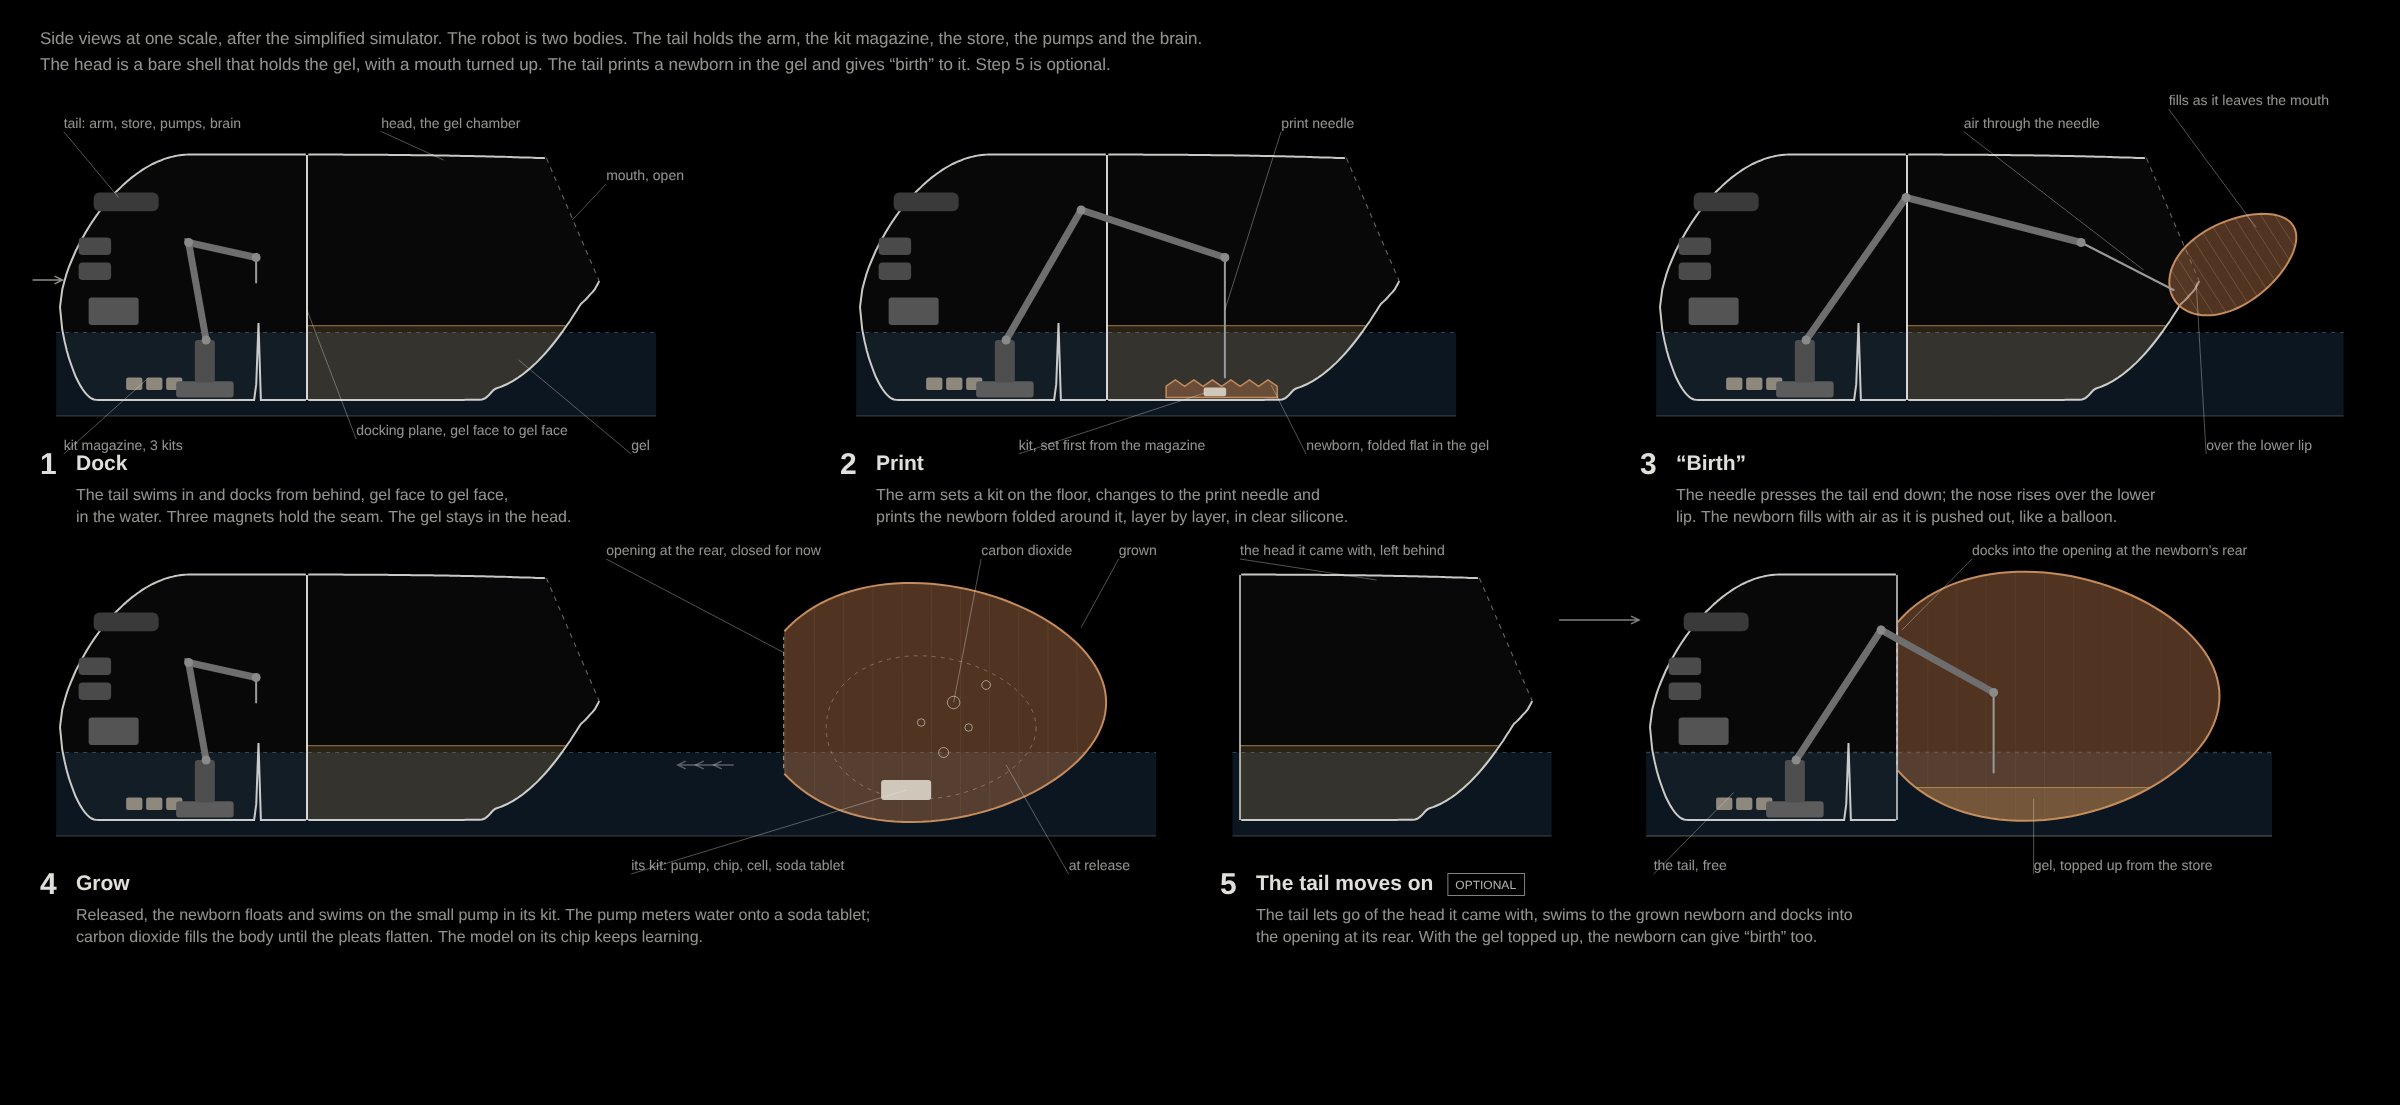 Side views at one scale, after the simplified simulator. The robot is two bodies. The tail holds the arm, the kit magazine, the store, the pumps and the brain.
The head is a bare shell that holds the gel, with a mouth turned up. The tail prints a newborn in the gel and gives “birth” to it. Step 5 is optional.
tail: arm, store, pumps, brain
head, the gel chamber
mouth, open
kit magazine, 3 kits
docking plane, gel face to gel face
gel
1 Dock
The tail swims in and docks from behind, gel face to gel face,
in the water. Three magnets hold the seam. The gel stays in the head.
print needle
kit, set first from the magazine
newborn, folded flat in the gel
2 Print
The arm sets a kit on the floor, changes to the print needle and
prints the newborn folded around it, layer by layer, in clear silicone.
fills as it leaves the mouth
air through the needle
over the lower lip
3 “Birth”
The needle presses the tail end down; the nose rises over the lower
lip. The newborn fills with air as it is pushed out, like a balloon.
opening at the rear, closed for now
carbon dioxide
grown
its kit: pump, chip, cell, soda tablet
at release
4 Grow
Released, the newborn floats and swims on the small pump in its kit. The pump meters water onto a soda tablet;
carbon dioxide fills the body until the pleats flatten. The model on its chip keeps learning.
the head it came with, left behind
docks into the opening at the newborn’s rear
the tail, free
gel, topped up from the store
5 The tail moves on OPTIONAL
The tail lets go of the head it came with, swims to the grown newborn and docks into
the opening at its rear. With the gel topped up, the newborn can give “birth” too.